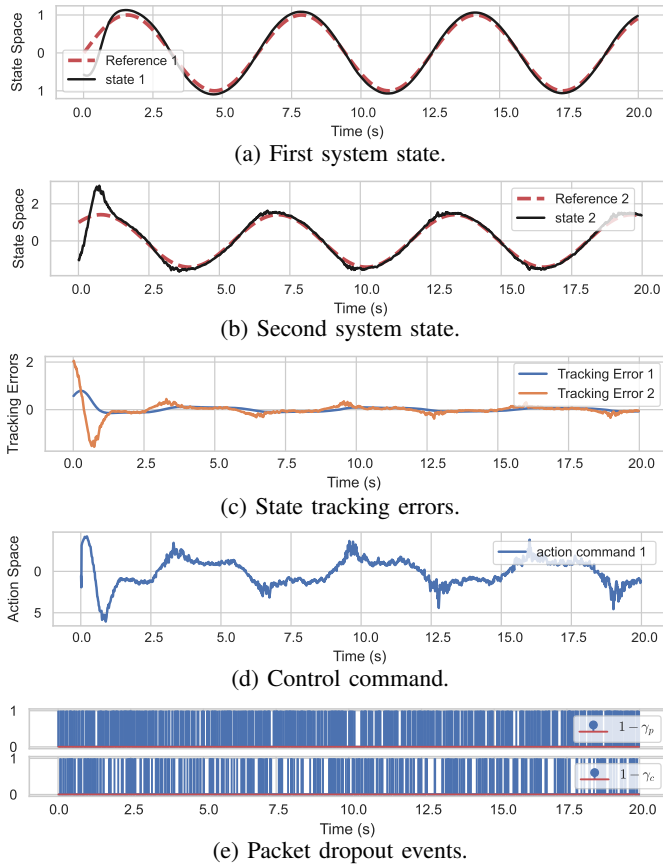 State Space
1
0
1
Reference 1
state 1
0.0 2.5 5.0 7.5 10.0 12.5 15.0 17.5 20.0
Time (s)
(a) First system state.
State Space
2
0
Reference 2
state 2
0.0 2.5 5.0 7.5 10.0 12.5 15.0 17.5 20.0
Time (s)
(b) Second system state.
Tracking Errors
2
0
Tracking Error 1
Tracking Error 2
0.0 2.5 5.0 7.5 10.0 12.5 15.0 17.5 20.0
Time (s)
(c) State tracking errors.
Action Space
0
5
action command 1
0.0 2.5 5.0 7.5 10.0 12.5 15.0 17.5 20.0
Time (s)
(d) Control command.
1
0
1 − γp
1
0
1 − γc
0.0 2.5 5.0 7.5 10.0 12.5 15.0 17.5 20.0
Time (s)
(e) Packet dropout events.